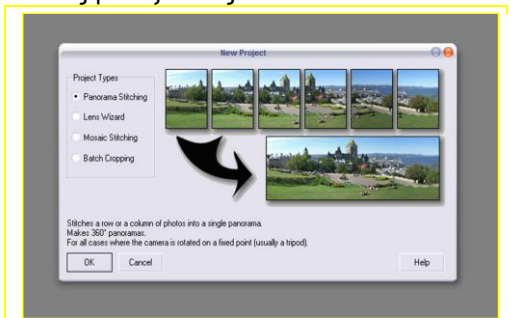 New Project
Project Types
Panorama Stitching
Lens Wizard
Mosaic Stitching
Batch Cropping
Stitches a row or a column of photos into a single panorama.
Makes 360° panoramas.
For all cases where the camera is rotated on a fixed point (usually a tripod).
OK
Cancel
Help